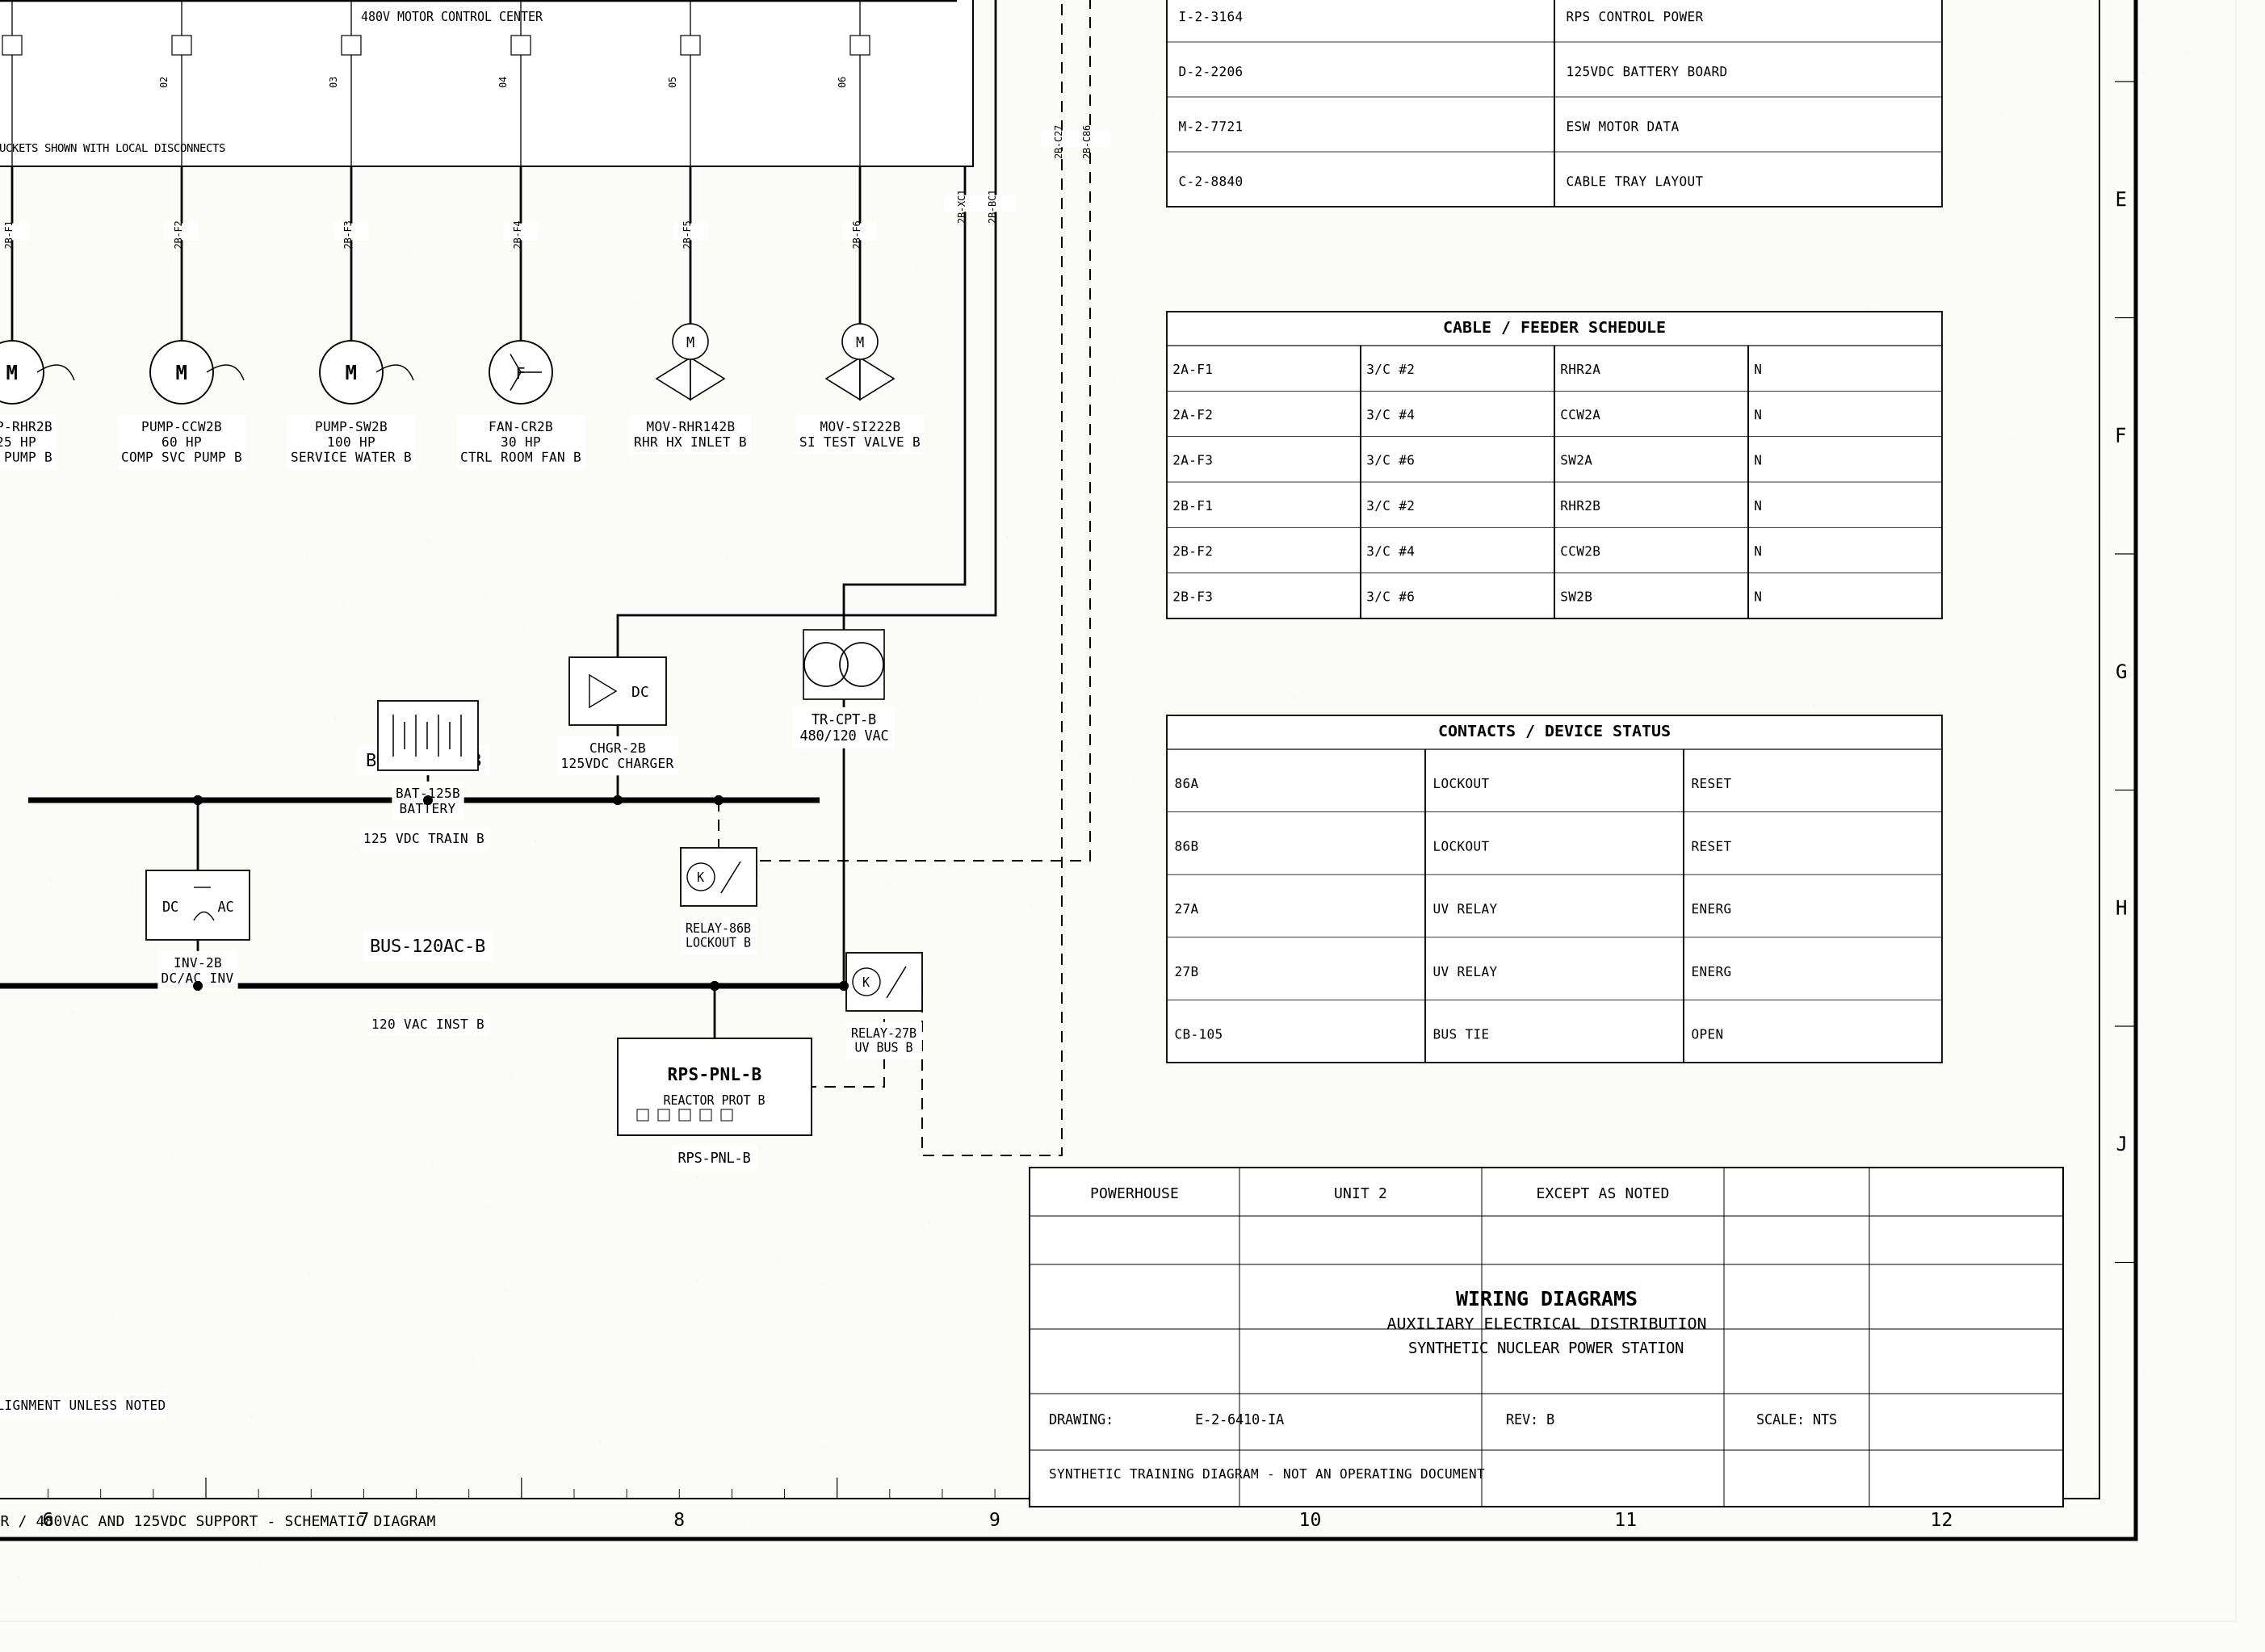 480V MOTOR CONTROL CENTER
02
03
04
05
06
UCKETS SHOWN WITH LOCAL DISCONNECTS
2B-F1
2B-F2
2B-F3
2B-F4
2B-F5
2B-F6
2B-XC1
2B-BC1
2B-C27
2B-C86
I-2-3164 RPS CONTROL POWER
D-2-2206 125VDC BATTERY BOARD
M-2-7721 ESW MOTOR DATA
C-2-8840 CABLE TRAY LAYOUT
E
M
M
M
F
M
M
P-RHR2B
25 HP
PUMP B
PUMP-CCW2B
60 HP
COMP SVC PUMP B
PUMP-SW2B
100 HP
SERVICE WATER B
FAN-CR2B
30 HP
CTRL ROOM FAN B
MOV-RHR142B
RHR HX INLET B
MOV-SI222B
SI TEST VALVE B
CABLE / FEEDER SCHEDULE
2A-F1 3/C #2 RHR2A N
2A-F2 3/C #4 CCW2A N
2A-F3 3/C #6 SW2A N
2B-F1 3/C #2 RHR2B N
2B-F2 3/C #4 CCW2B N
2B-F3 3/C #6 SW2B N
F
G
DC
CHGR-2B
125VDC CHARGER
TR-CPT-B
480/120 VAC
BAT-125B
BATTERY
125 VDC TRAIN B
DC AC
INV-2B
DC/AC INV
BUS-120AC-B
120 VAC INST B
K
RELAY-86B
LOCKOUT B
K
RELAY-27B
UV BUS B
RPS-PNL-B
REACTOR PROT B
RPS-PNL-B
CONTACTS / DEVICE STATUS
86A LOCKOUT RESET
86B LOCKOUT RESET
27A UV RELAY ENERG
27B UV RELAY ENERG
CB-105 BUS TIE OPEN
H
J
POWERHOUSE UNIT 2 EXCEPT AS NOTED
WIRING DIAGRAMS
AUXILIARY ELECTRICAL DISTRIBUTION
SYNTHETIC NUCLEAR POWER STATION
DRAWING: E-2-6410-IA REV: B SCALE: NTS
SYNTHETIC TRAINING DIAGRAM - NOT AN OPERATING DOCUMENT
LIGNMENT UNLESS NOTED
R / 480VAC AND 125VDC SUPPORT - SCHEMATIC DIAGRAM
6 7 8 9 10 11 12